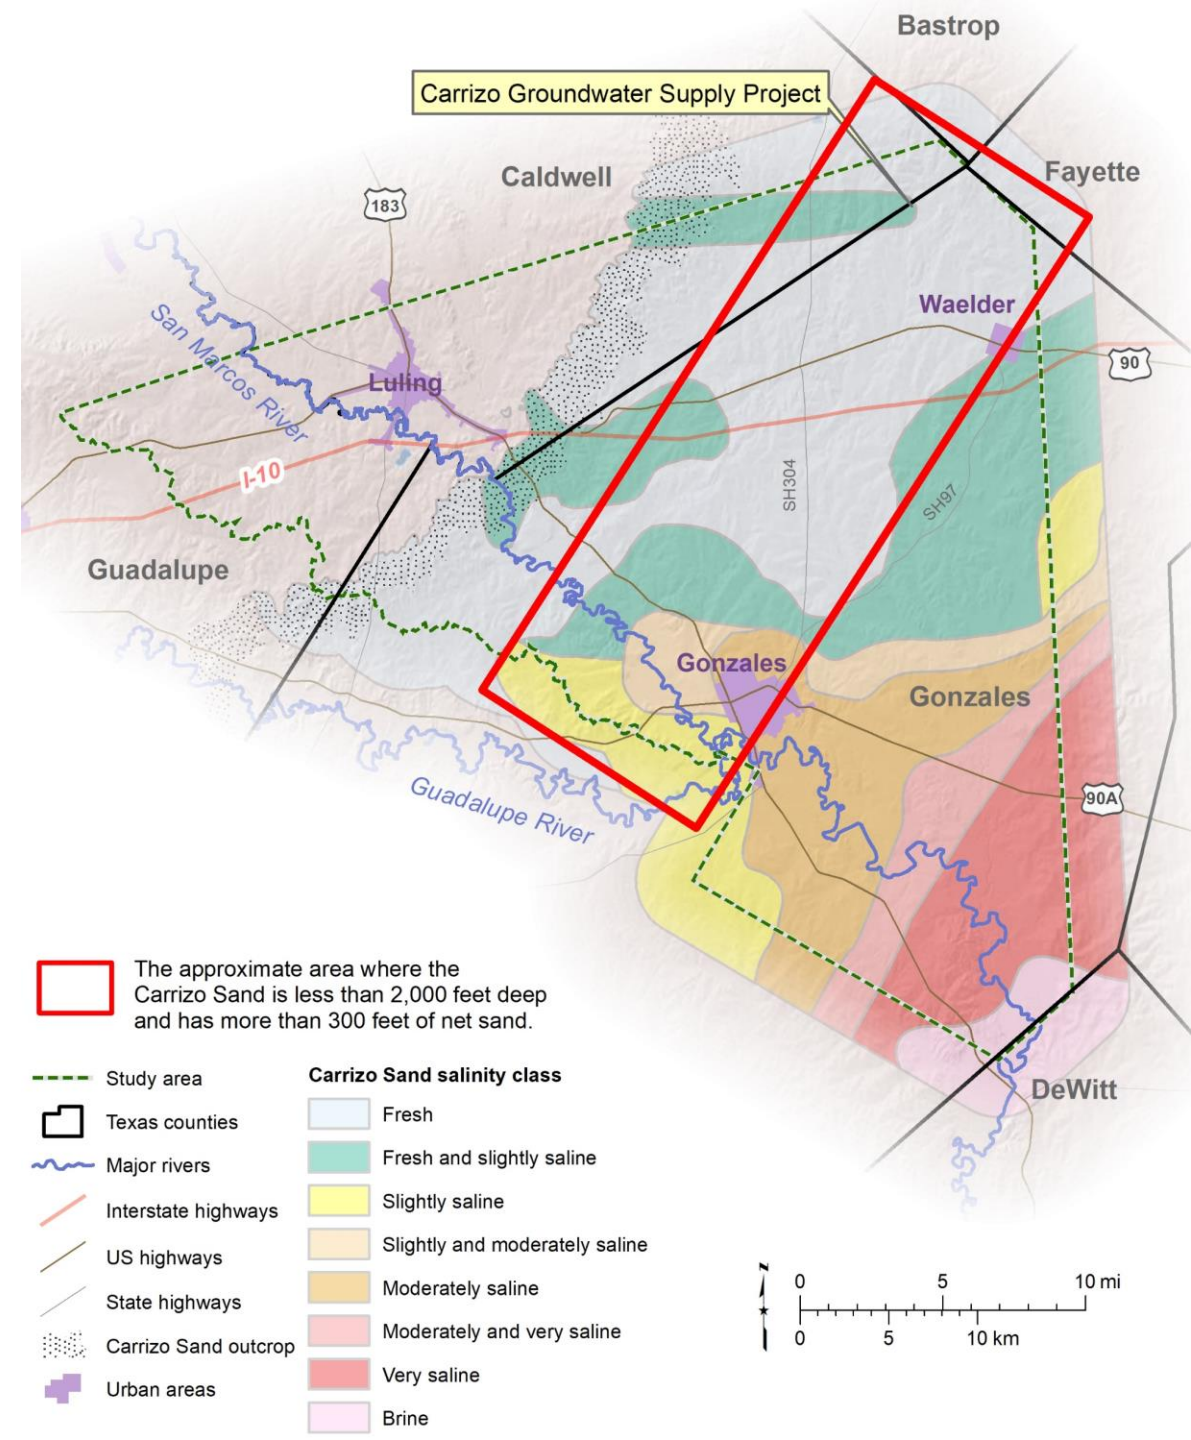 Bastrop
Carrizo Groundwater Supply Project
Caldwell
Fayette
183
San Marcos River
Waelder
90
Luling
I-10
SH304
SH97
Guadalupe
Gonzales
Gonzales
Guadalupe River
90A
DeWitt
The approximate area where the
Carrizo Sand is less than 2,000 feet deep
and has more than 300 feet of net sand.
Study area
Texas counties
Major rivers
Interstate highways
US highways
State highways
Carrizo Sand outcrop
Urban areas
Carrizo Sand salinity class
Fresh
Fresh and slightly saline
Slightly saline
Slightly and moderately saline
Moderately saline
Moderately and very saline
Very saline
Brine
N
0 5 10 mi
0 5 10 km